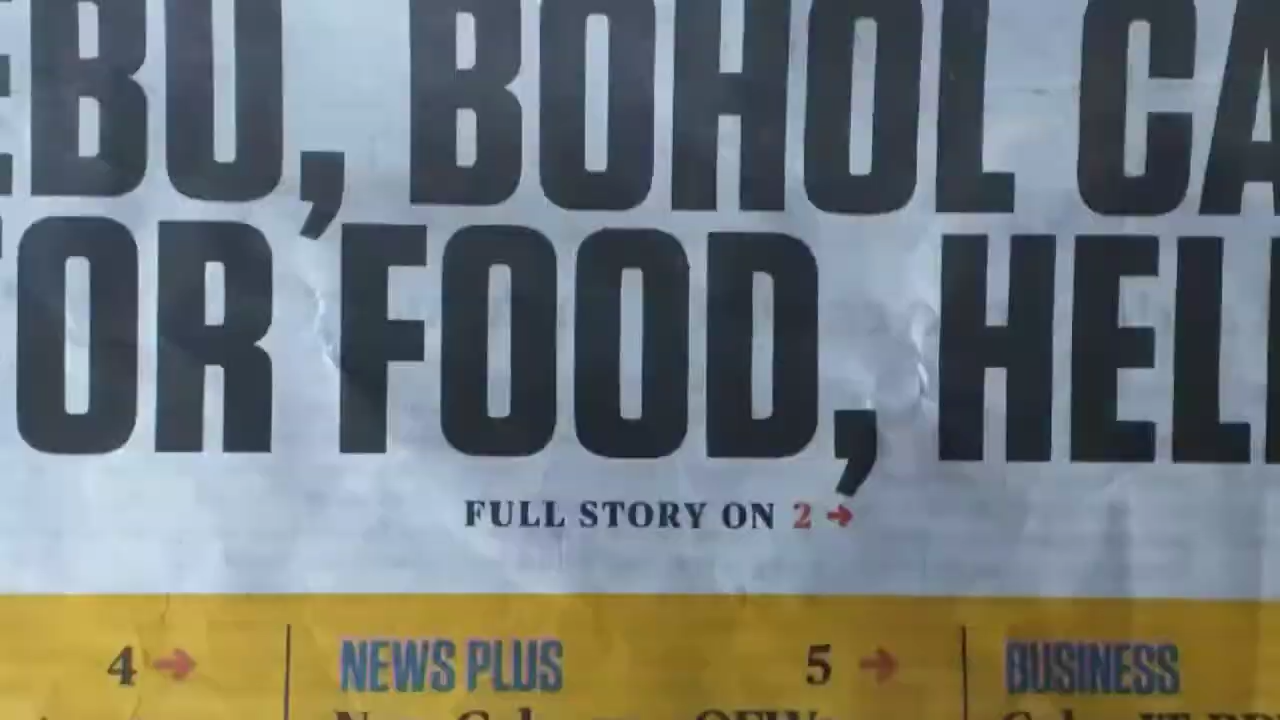 EBU, BOHOL CA
OR FOOD, HEL
FULL STORY ON 2
4 NEWS PLUS 5 BUSINESS